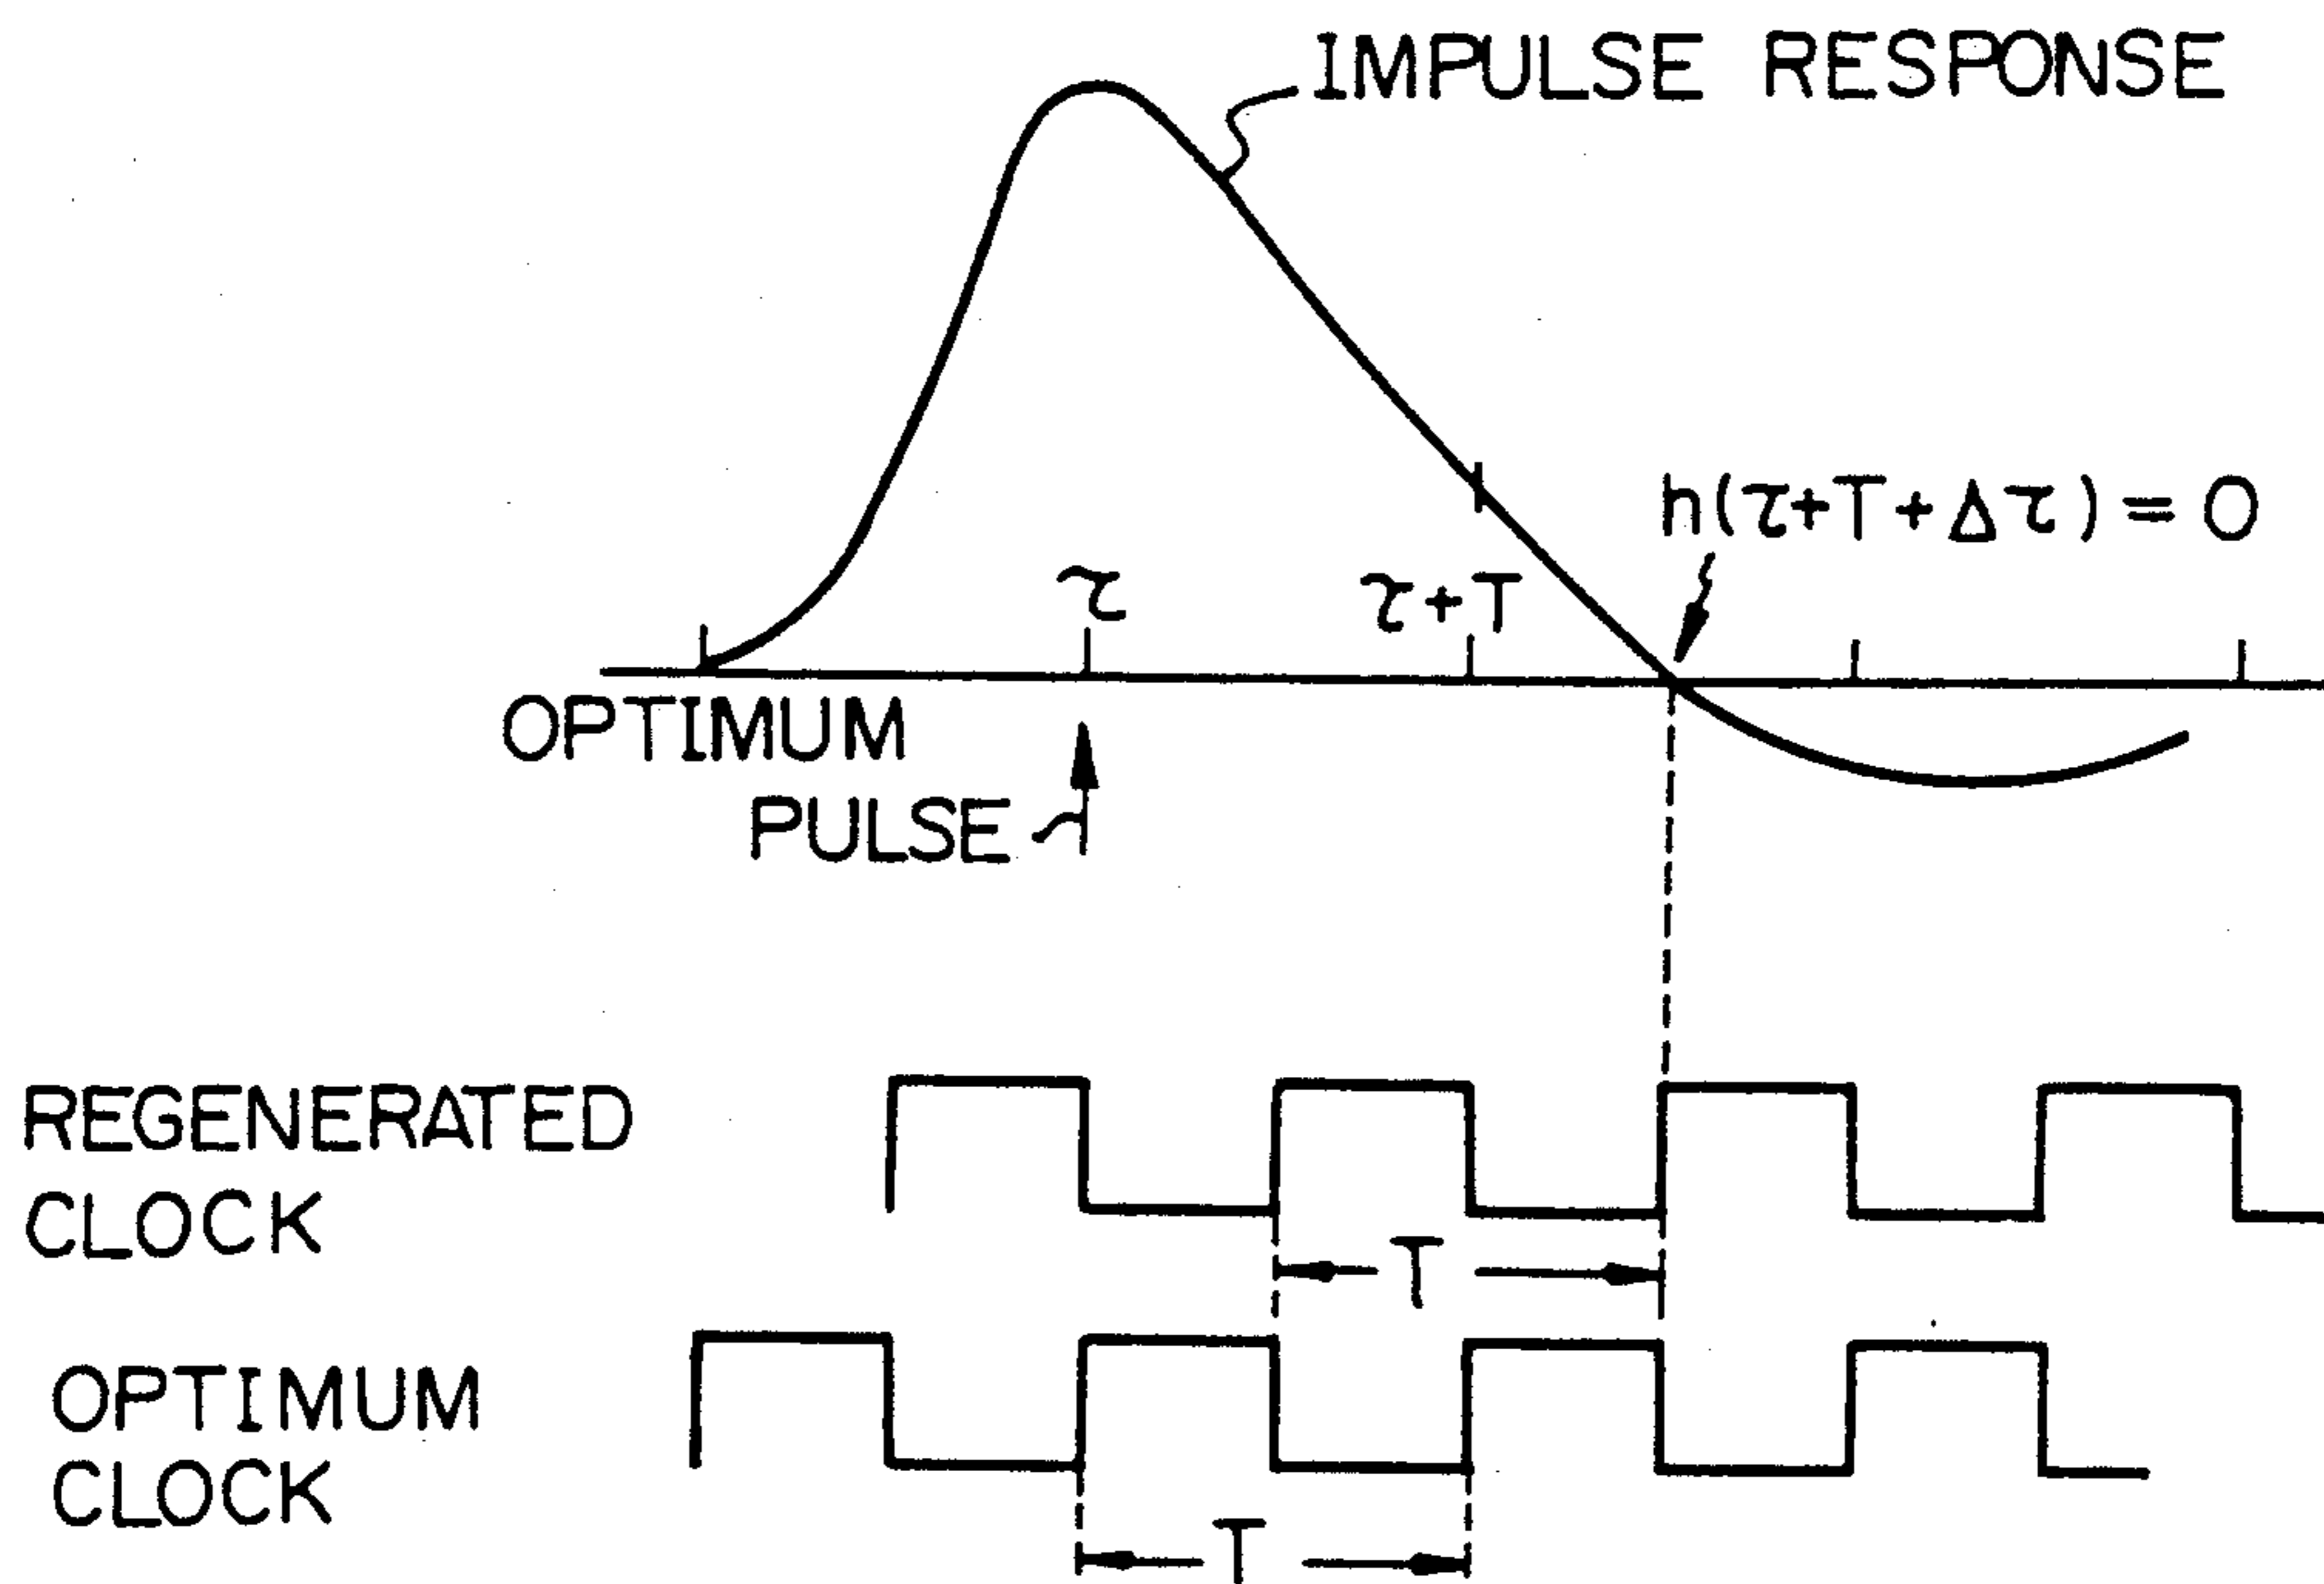 IMPULSE RESPONSE
h(τ+T+Δτ)=0
τ
τ+T
OPTIMUM
PULSE
REGENERATED
CLOCK
T
OPTIMUM
CLOCK
T